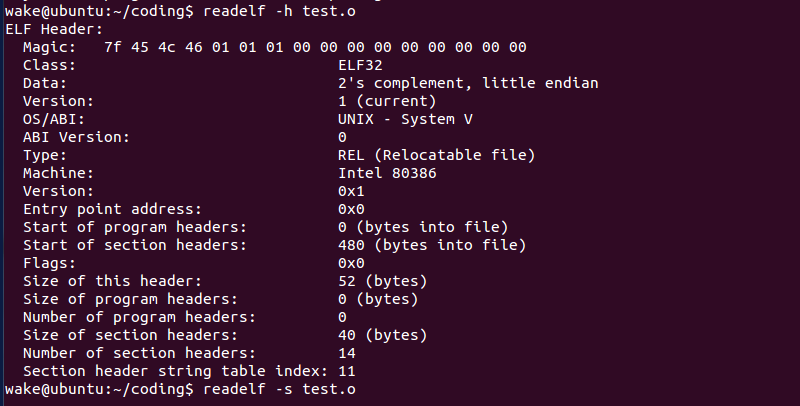 wake@ubuntu:~/coding$ readelf -h test.o
ELF Header:
  Magic:   7f 45 4c 46 01 01 01 00 00 00 00 00 00 00 00 00
  Class:                             ELF32
  Data:                              2's complement, little endian
  Version:                           1 (current)
  OS/ABI:                            UNIX - System V
  ABI Version:                       0
  Type:                              REL (Relocatable file)
  Machine:                           Intel 80386
  Version:                           0x1
  Entry point address:               0x0
  Start of program headers:          0 (bytes into file)
  Start of section headers:          480 (bytes into file)
  Flags:                             0x0
  Size of this header:               52 (bytes)
  Size of program headers:           0 (bytes)
  Number of program headers:         0
  Size of section headers:           40 (bytes)
  Number of section headers:         14
  Section header string table index: 11
wake@ubuntu:~/coding$ readelf -s test.o